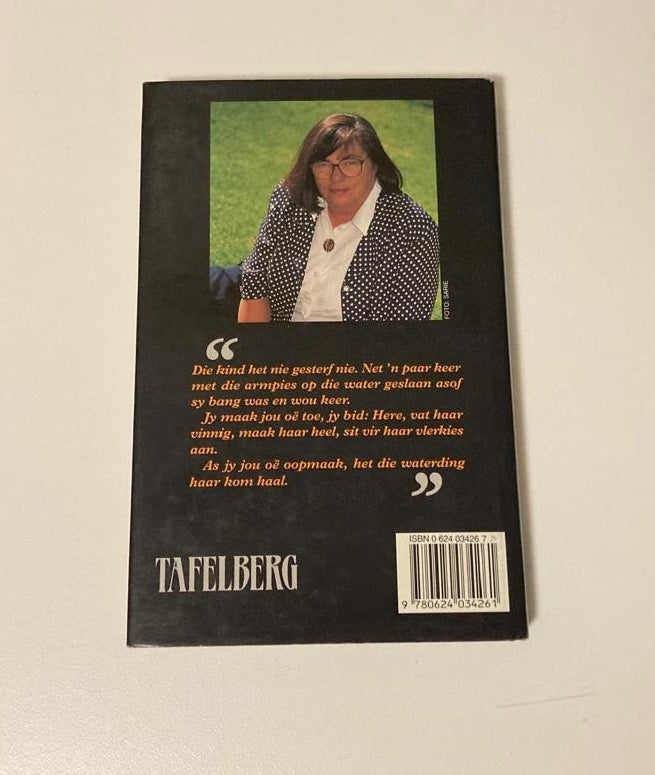 FOTO: SARIE
“
Die kind het nie gesterf nie. Net 'n paar keer
met die armpies op die water geslaan asof
sy bang was en wou keer.
Jy maak jou oë toe, jy bid: Here, vat haar
vinnig, maak haar heel, sit vir haar vlerkies
aan.
As jy jou oë oopmaak, het die waterding
haar kom haal.
”
TAFELBERG
ISBN 0 624 03426 7
9 780624 034261